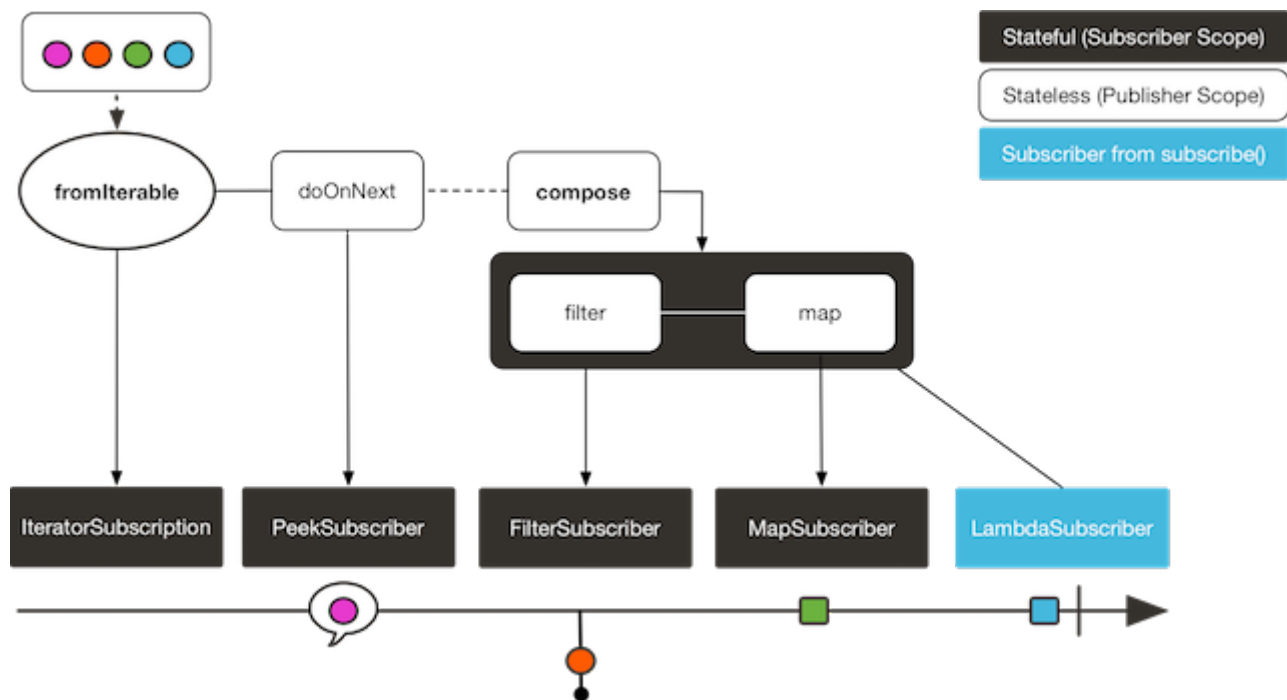 Stateful (Subscriber Scope)
Stateless (Publisher Scope)
Subscriber from subscribe()
fromIterable
doOnNext
compose
filter
map
IteratorSubscription
PeekSubscriber
FilterSubscriber
MapSubscriber
LambdaSubscriber